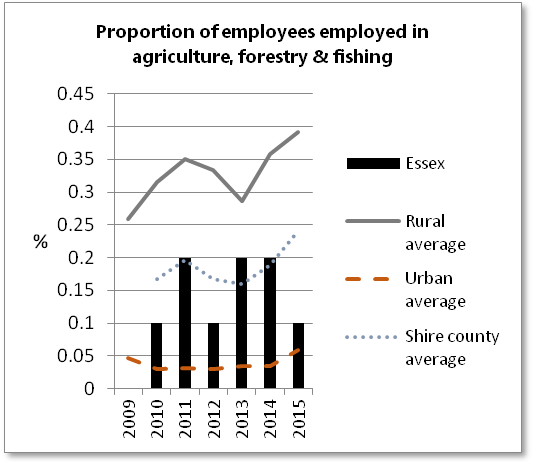 Proportion of employees employed in
agriculture, forestry & fishing
0.45
0.4
0.35
0.3
0.25
0.2
0.15
0.1
0.05
0
%
2009
2010
2011
2012
2013
2014
2015
Essex
Rural
average
Urban
average
Shire county
average